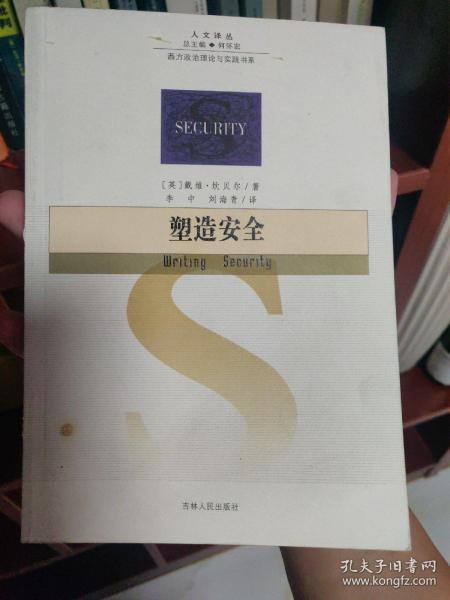 人文译丛
总主编◆何怀宏
西方政治理论与实践书系
S
SECURITY
[英]戴维·坎贝尔/著
李中 刘海青/译
塑造安全
Writing Security
S
吉林人民出版社
孔夫子旧书网
www.kongfz.com